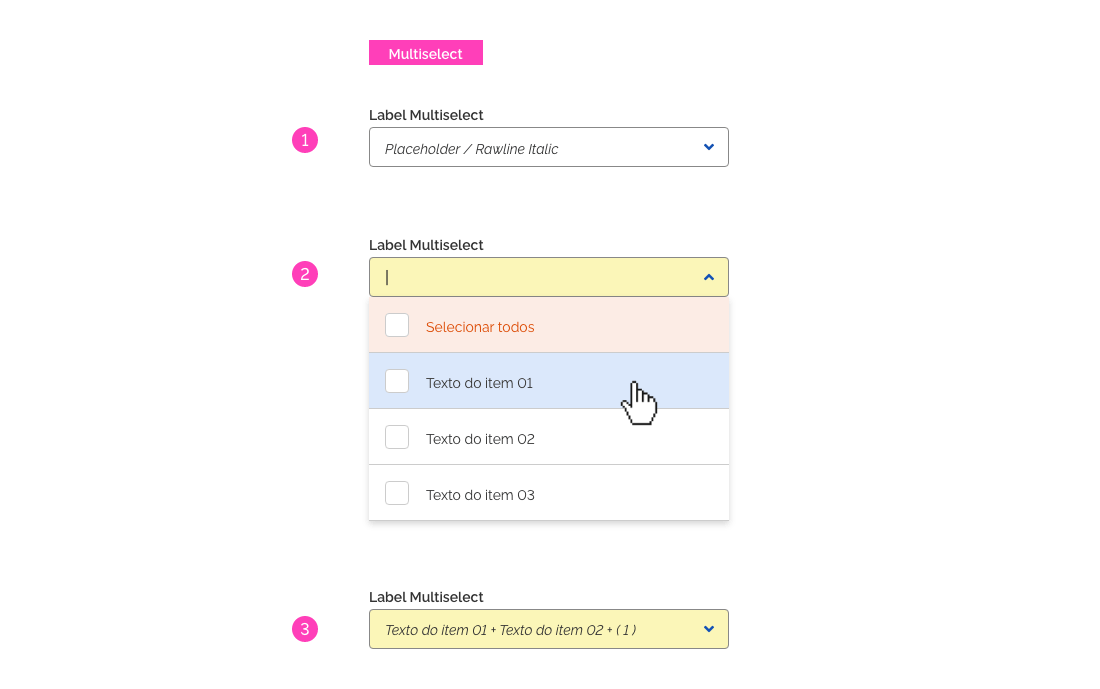 Multiselect
Label Multiselect
1
Placeholder / Rawline Italic
Label Multiselect
2
Selecionar todos
Texto do item 01
Texto do item 02
Texto do item 03
Label Multiselect
3
Texto do item 01 + Texto do item 02 + ( 1 )